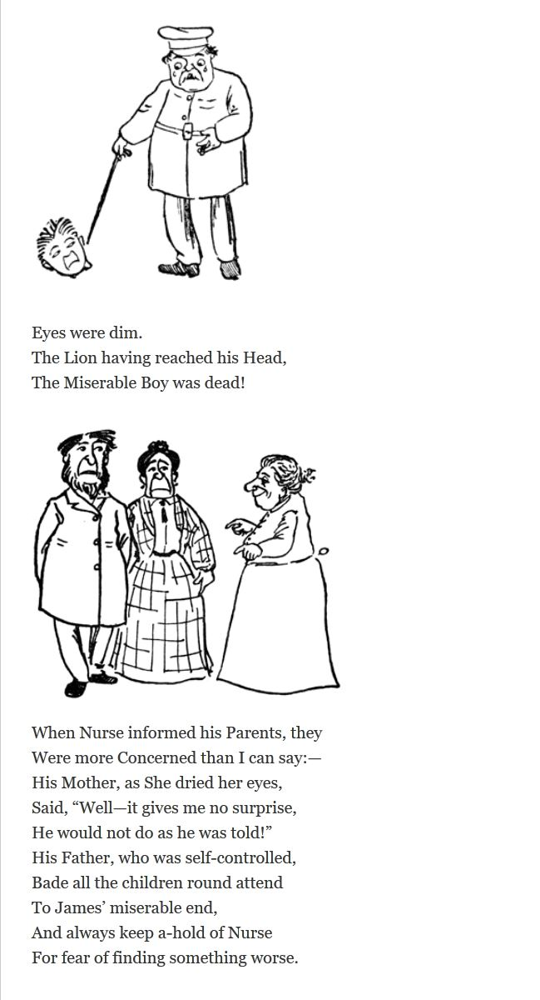 Eyes were dim.
The Lion having reached his Head,
The Miserable Boy was dead!
When Nurse informed his Parents, they
Were more Concerned than I can say:—
His Mother, as She dried her eyes,
Said, “Well—it gives me no surprise,
He would not do as he was told!”
His Father, who was self-controlled,
Bade all the children round attend
To James’ miserable end,
And always keep a-hold of Nurse
For fear of finding something worse.